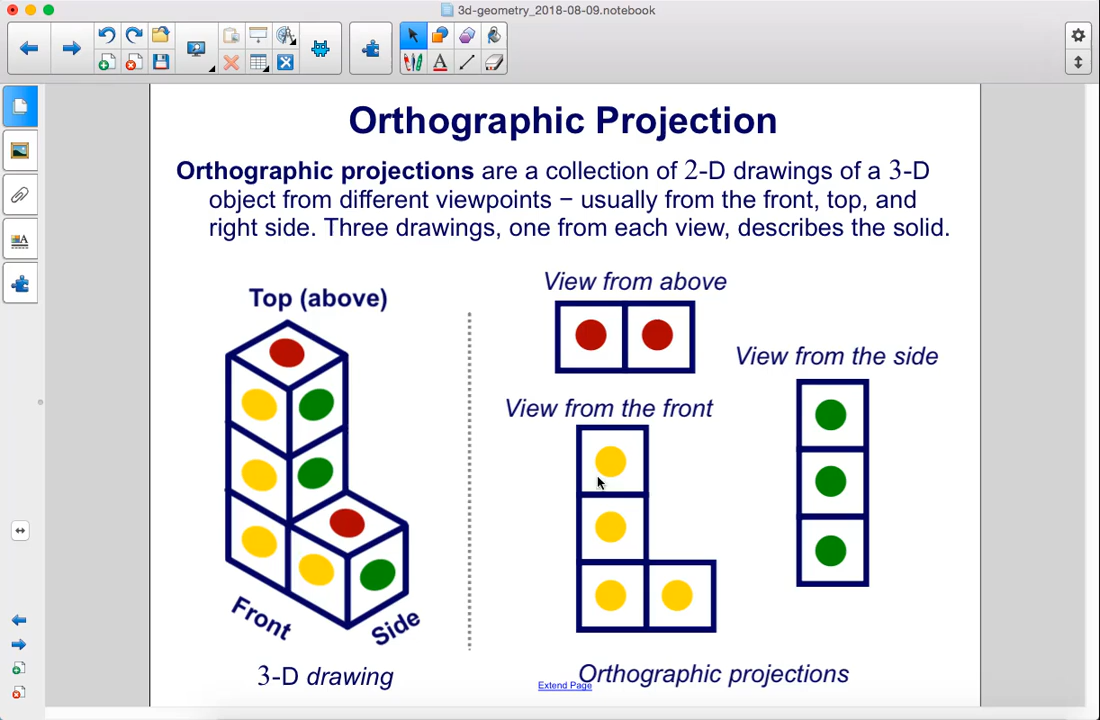 3d-geometry_2018-08-09.notebook
Orthographic Projection
Orthographic projections are a collection of 2-D drawings of a 3-D
object from different viewpoints − usually from the front, top, and
right side. Three drawings, one from each view, describes the solid.
Top (above)
Front
Side
3-D drawing
View from above
View from the front
View from the side
Orthographic projections
Extend Page